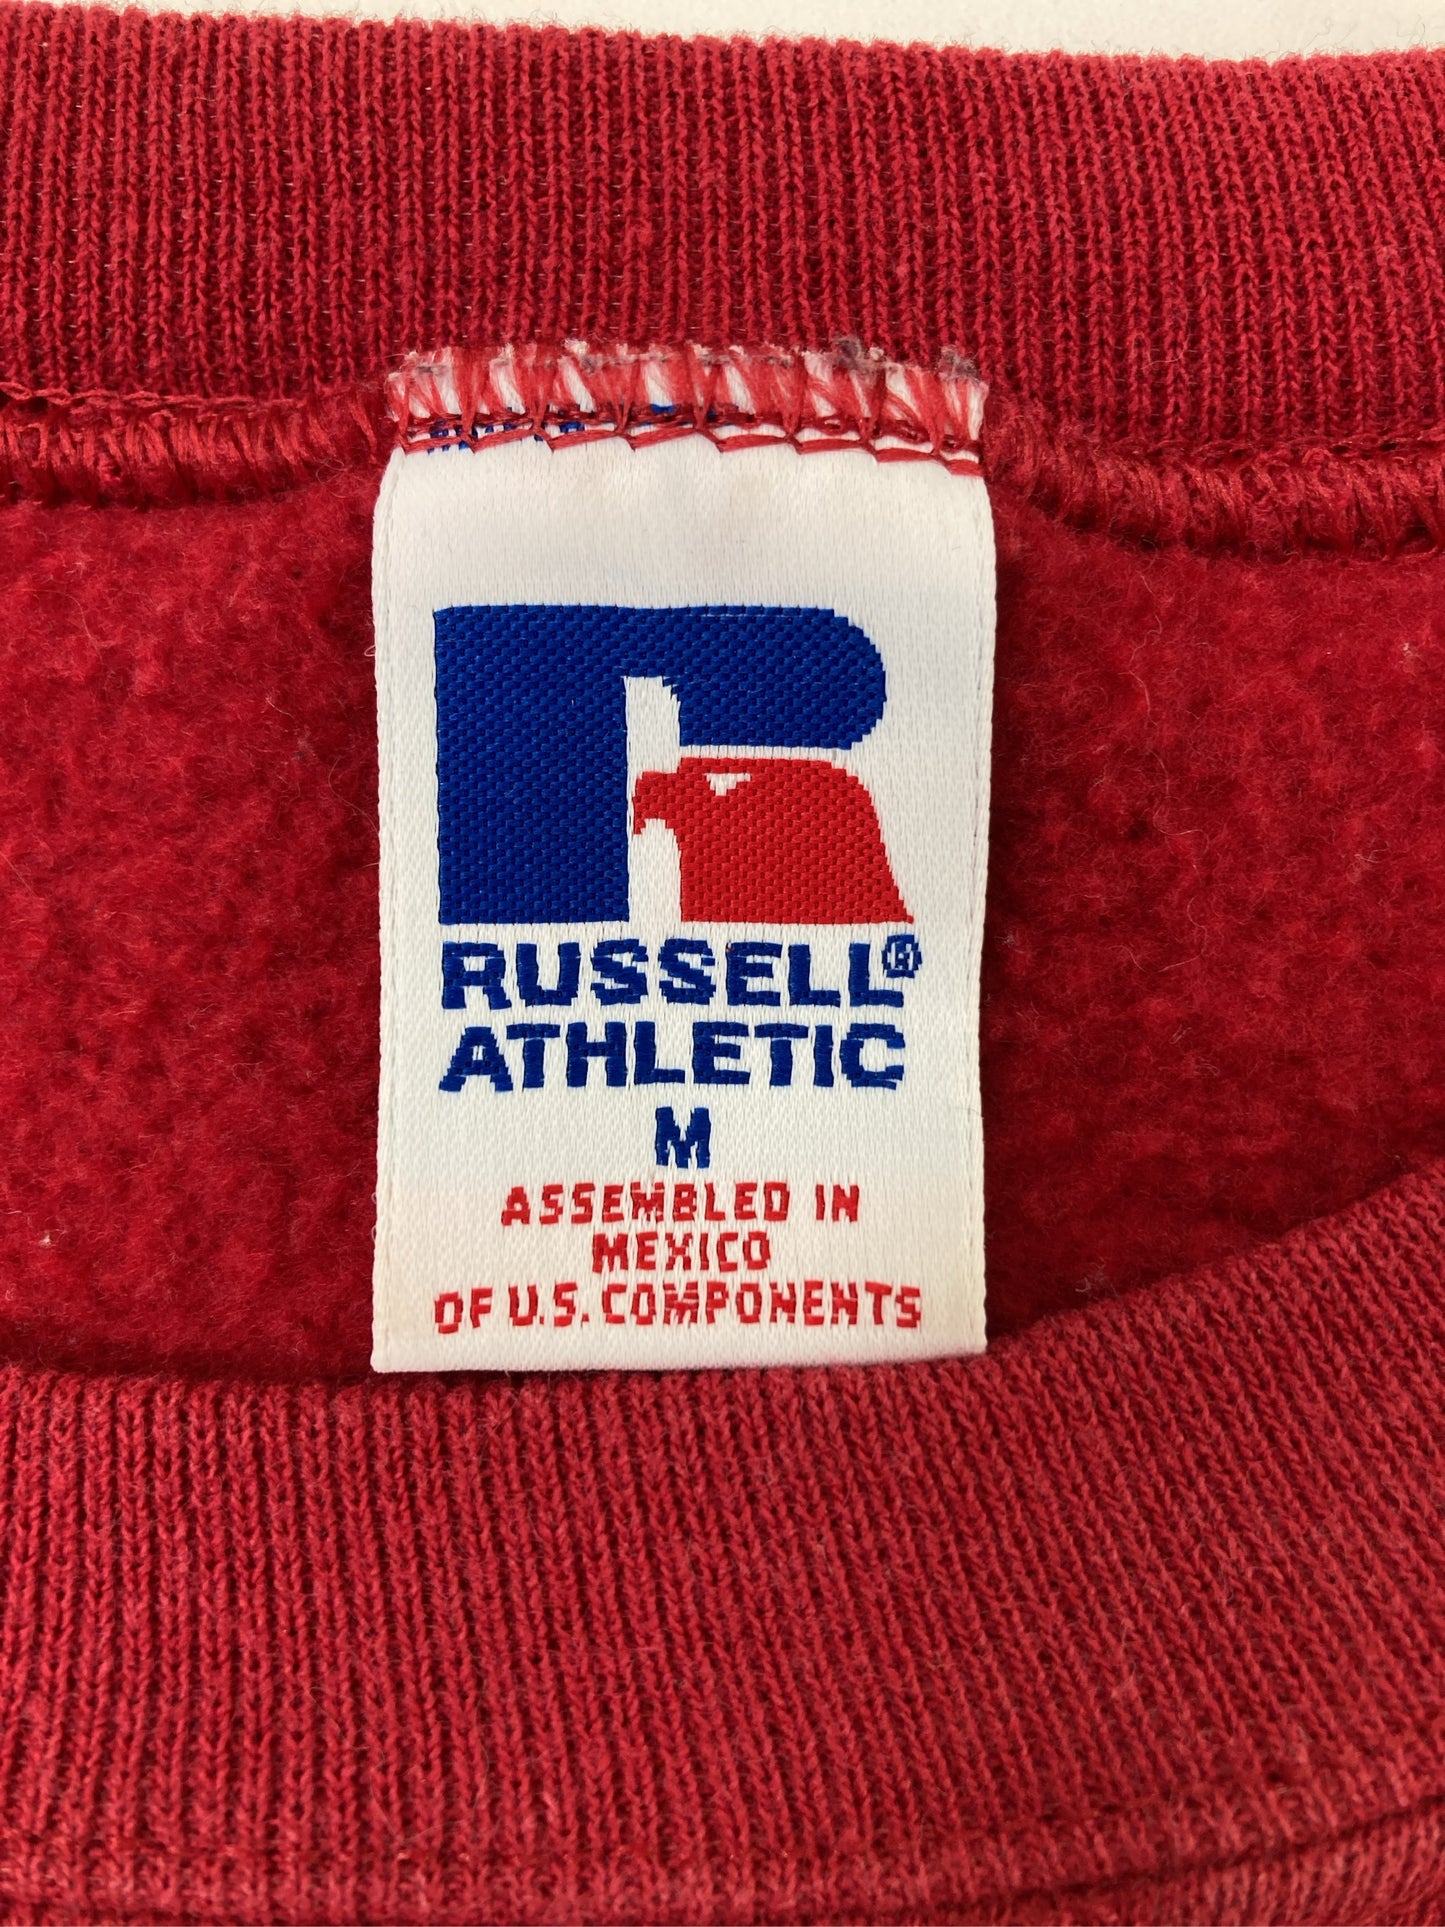 RUSSELL®
ATHLETIC
M
ASSEMBLED IN
MEXICO
OF U.S. COMPONENTS